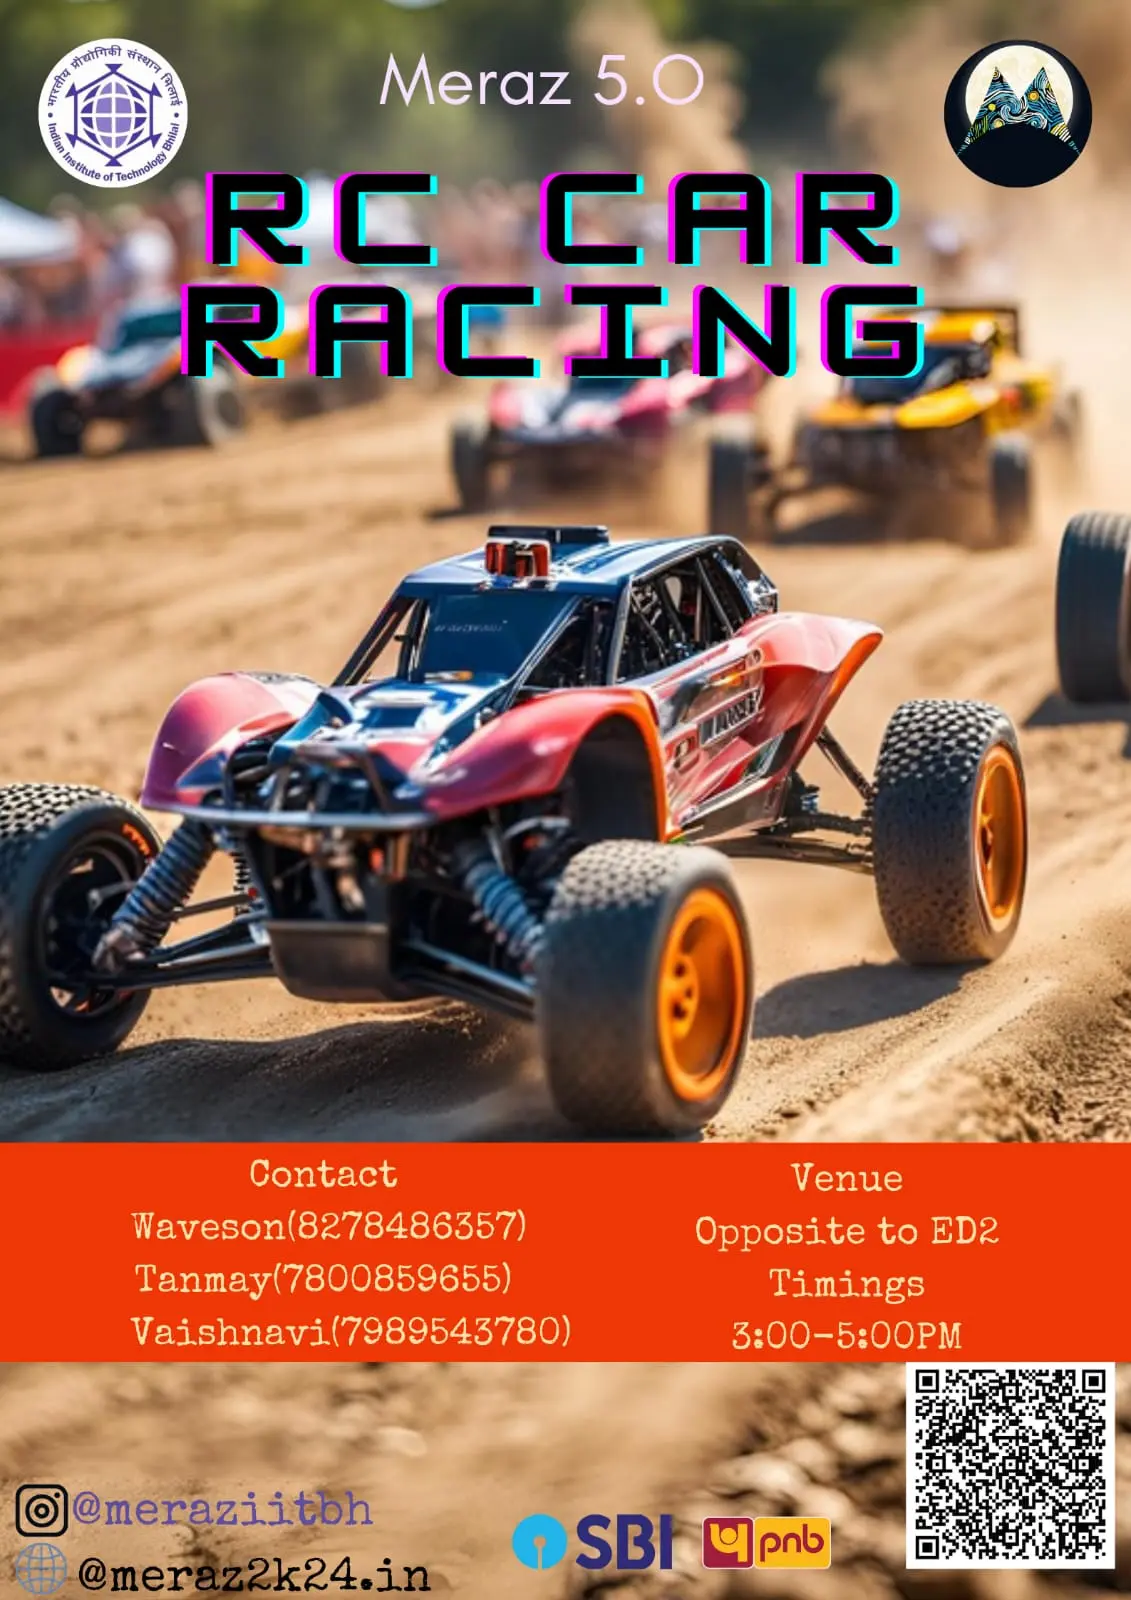 Meraz 5.0
भारतीय प्रौद्योगिकी संस्थान भिलाई
Indian Institute of Technology Bhilai
RC CAR
RACING
Contact
Waveson(8278486357)
Tanmay(7800859655)
Vaishnavi(7989543780)
Venue
Opposite to ED2
Timings
3:00-5:00PM
@meraziitbh
@meraz2k24.in
SBI
pnb